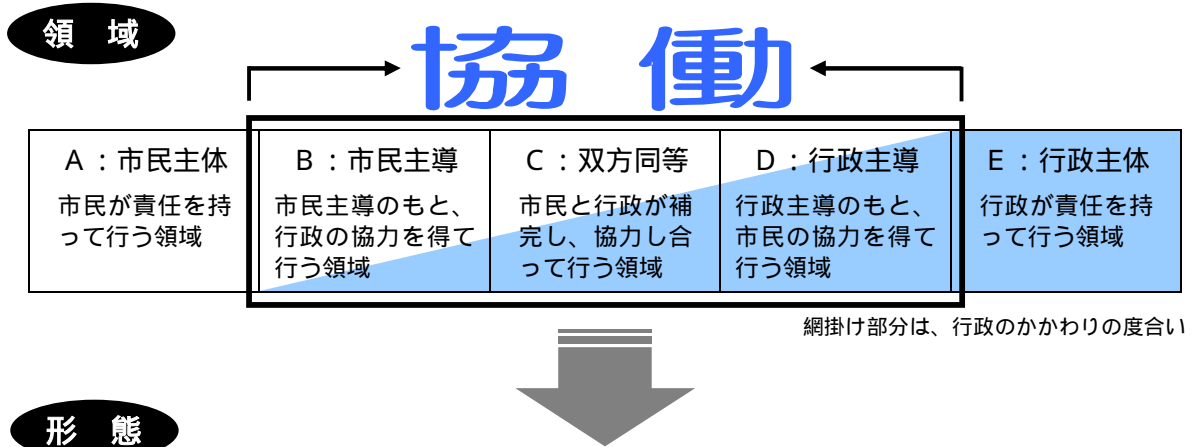 領 域
協 働
A:市民主体
市民が責任を持
って行う領域
B:市民主導
市民主導のもと、
行政の協力を得て
行う領域
C:双方同等
市民と行政が補
完し、協力し合
って行う領域
D:行政主導
行政主導のもと、
市民の協力を得て
行う領域
E:行政主体
行政が責任を持
って行う領域
網掛け部分は、行政のかかわりの度合い
形 態